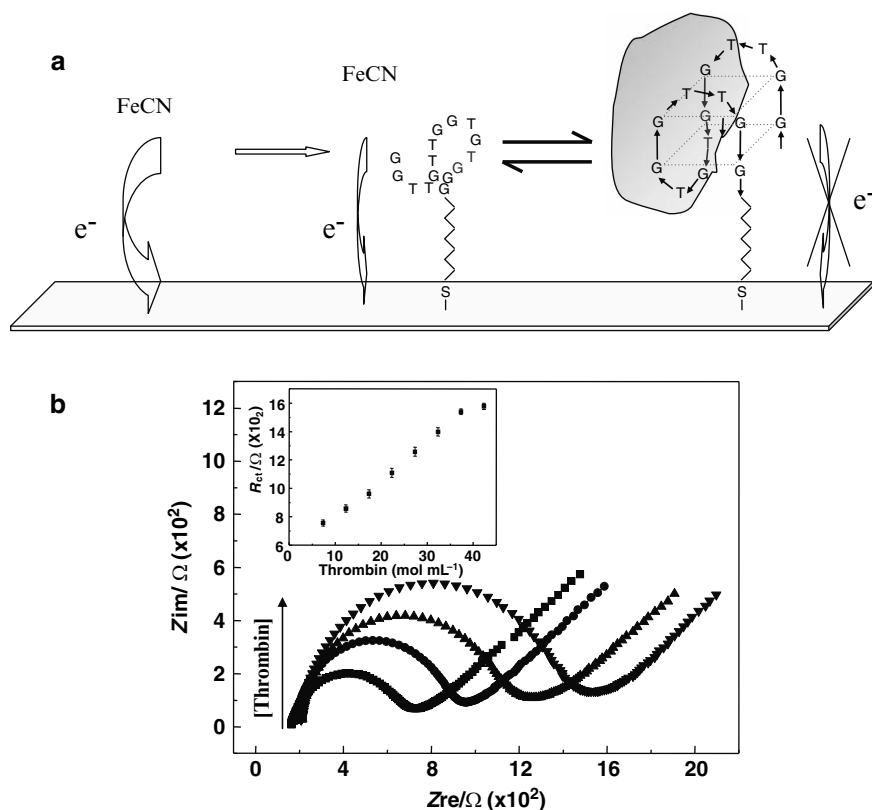 a
FeCN
FeCN
e⁻
e⁻
e⁻
G G T T G G T G T G G T T G G
S
S
T T
G G
T T
G G G G
T
G G G
T
b
Zim/Ω (x10²)
12
10
8
6
4
2
0
[Thrombin]
R_ct/Ω (X10₂)
16
14
12
10
8
6
0 10 20 30 40
Thrombin (mol mL⁻¹)
0 4 8 12 16 20
Zre/Ω (x10²)